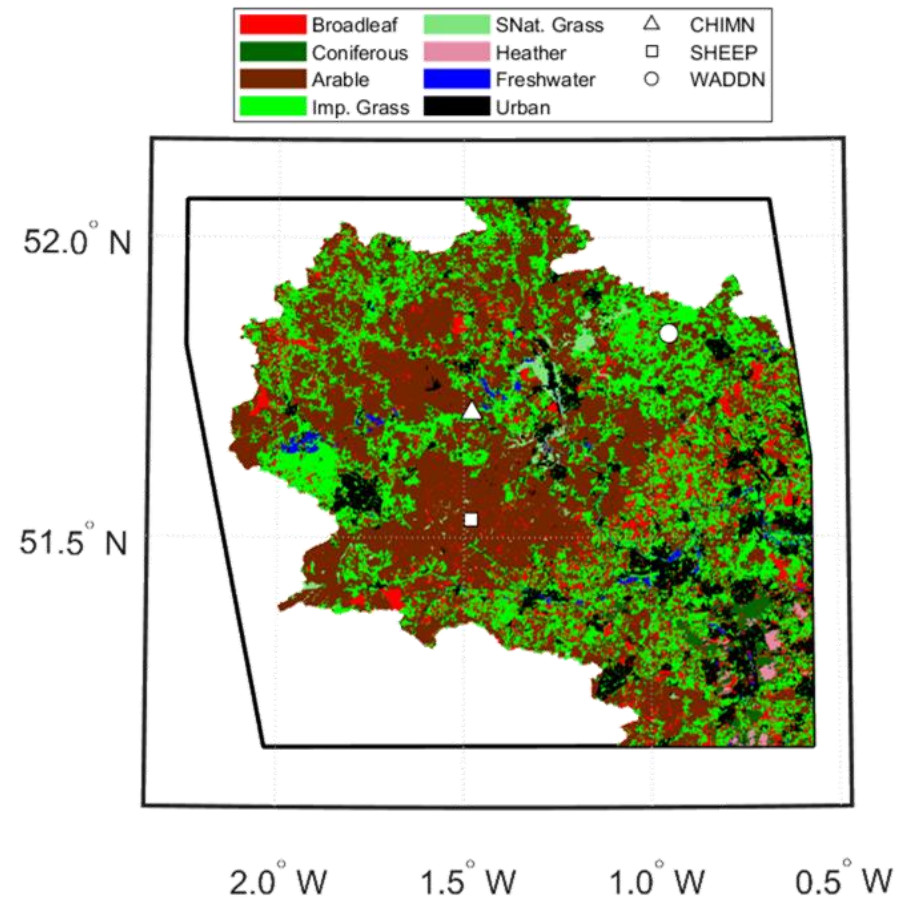 Broadleaf SNat. Grass CHIMN
Coniferous Heather SHEEP
Arable Freshwater WADDN
Imp. Grass Urban
52.0° N
51.5° N
2.0° W 1.5° W 1.0° W 0.5° W